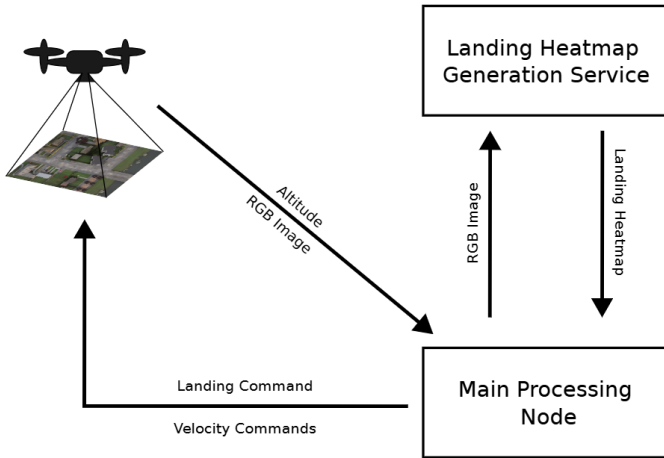 Landing Heatmap
Generation Service
Altitude
RGB Image
RGB Image
Landing Heatmap
Landing Command
Velocity Commands
Main Processing
Node